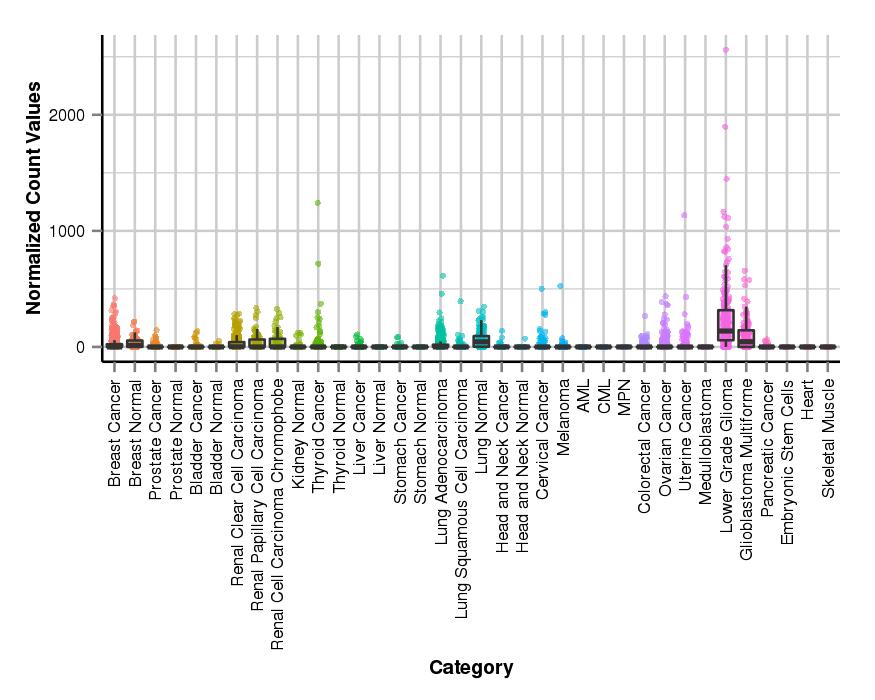 Normalized Count Values
2000
1000
0
Breast Cancer
Breast Normal
Prostate Cancer
Prostate Normal
Bladder Cancer
Bladder Normal
Renal Clear Cell Carcinoma
Renal Papillary Cell Carcinoma
Renal Cell Carcinoma Chromophobe
Kidney Normal
Thyroid Cancer
Thyroid Normal
Liver Cancer
Liver Normal
Stomach Cancer
Stomach Normal
Lung Adenocarcinoma
Lung Squamous Cell Carcinoma
Lung Normal
Head and Neck Cancer
Head and Neck Normal
Cervical Cancer
Melanoma
AML
CML
MPN
Colorectal Cancer
Ovarian Cancer
Uterine Cancer
Medulloblastoma
Lower Grade Glioma
Glioblastoma Multiforme
Pancreatic Cancer
Embryonic Stem Cells
Heart
Skeletal Muscle
Category